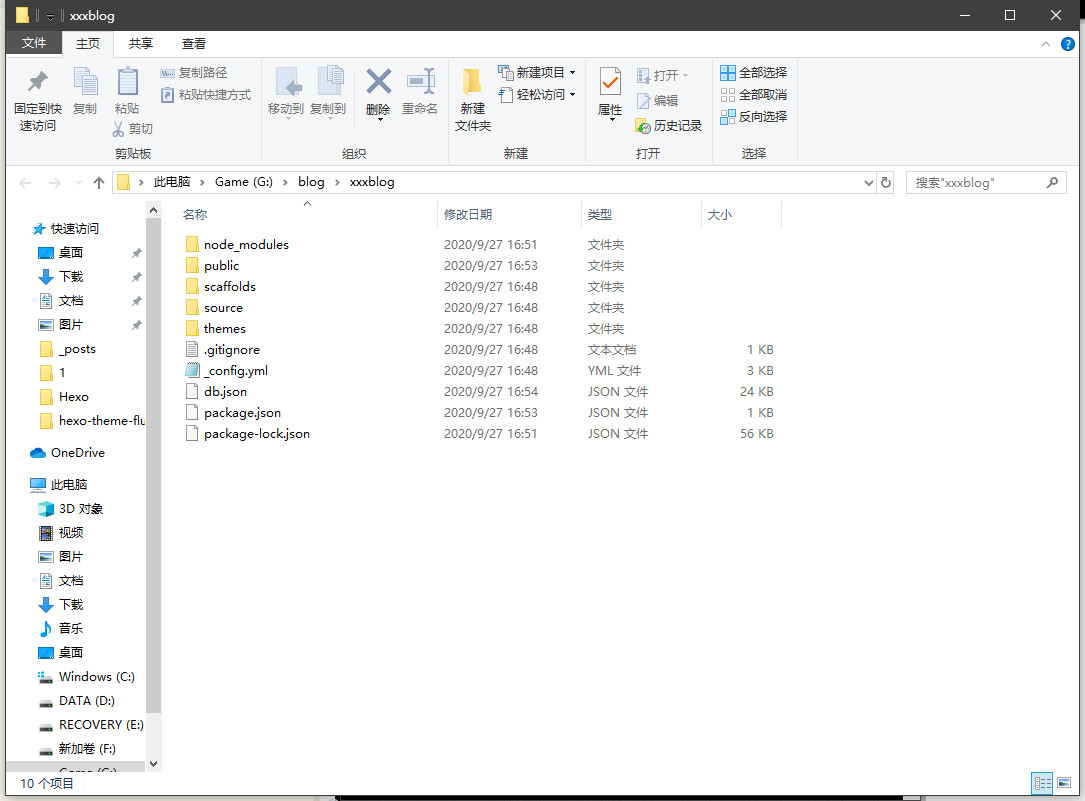 xxxblog
文件 主页 共享 查看
固定到快速访问
复制
粘贴
复制路径
粘贴快捷方式
剪切
剪贴板
移动到 复制到 删除 重命名
组织
新建文件夹
新建项目
轻松访问
新建
属性
打开
编辑
历史记录
打开
全部选择
全部取消
反向选择
选择
此电脑 › Game (G:) › blog › xxxblog
搜索"xxxblog"
名称 修改日期 类型 大小
node_modules 2020/9/27 16:51 文件夹
public 2020/9/27 16:53 文件夹
scaffolds 2020/9/27 16:48 文件夹
source 2020/9/27 16:48 文件夹
themes 2020/9/27 16:48 文件夹
.gitignore 2020/9/27 16:48 文本文档 1 KB
_config.yml 2020/9/27 16:48 YML 文件 3 KB
db.json 2020/9/27 16:54 JSON 文件 24 KB
package.json 2020/9/27 16:53 JSON 文件 1 KB
package-lock.json 2020/9/27 16:51 JSON 文件 56 KB
快速访问
桌面
下载
文档
图片
_posts
1
Hexo
hexo-theme-flu
OneDrive
此电脑
3D 对象
视频
图片
文档
下载
音乐
桌面
Windows (C:)
DATA (D:)
RECOVERY (E:)
新加卷 (F:)
Game (G:)
10 个项目